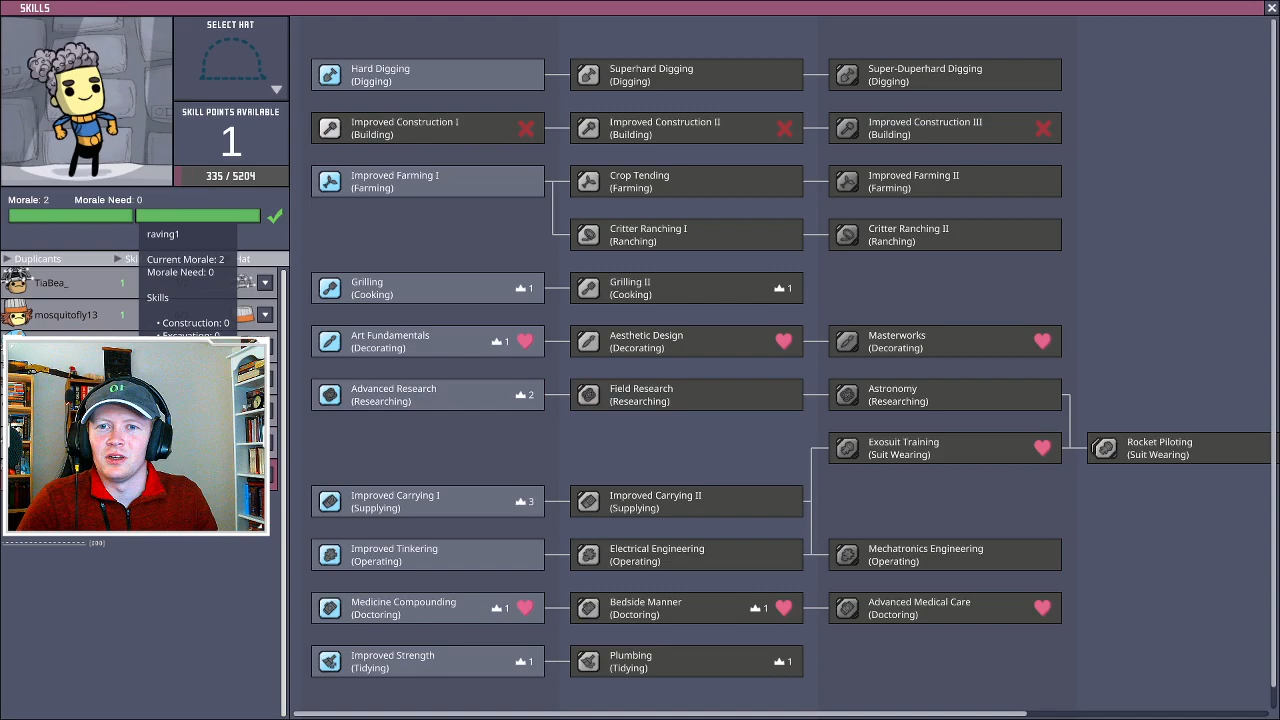 SKILLS
SELECT HAT
SKILL POINTS AVAILABLE
1
335 / 5204
Morale: 2
Morale Need: 0
raving1
Current Morale: 2
Morale Need: 0
Skills
• Construction: 0
Duplicants
Hat
TiaBea_
1
mosquitofly13
1
Hard Digging
(Digging)
Superhard Digging
(Digging)
Super-Duperhard Digging
(Digging)
Improved Construction I
(Building)
Improved Construction II
(Building)
Improved Construction III
(Building)
Improved Farming I
(Farming)
Crop Tending
(Farming)
Improved Farming II
(Farming)
Critter Ranching I
(Ranching)
Critter Ranching II
(Ranching)
Grilling
(Cooking)
1
Grilling II
(Cooking)
1
Art Fundamentals
(Decorating)
1
Aesthetic Design
(Decorating)
Masterworks
(Decorating)
Advanced Research
(Researching)
2
Field Research
(Researching)
Astronomy
(Researching)
Exosuit Training
(Suit Wearing)
Rocket Piloting
(Suit Wearing)
Improved Carrying I
(Supplying)
3
Improved Carrying II
(Supplying)
Improved Tinkering
(Operating)
Electrical Engineering
(Operating)
Mechatronics Engineering
(Operating)
Medicine Compounding
(Doctoring)
1
Bedside Manner
(Doctoring)
1
Advanced Medical Care
(Doctoring)
Improved Strength
(Tidying)
1
Plumbing
(Tidying)
1